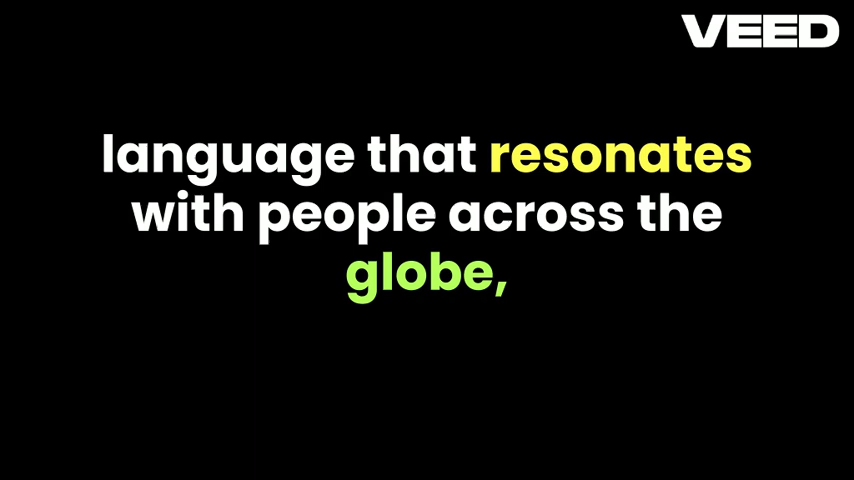 VEED
language that resonates
with people across the
globe,